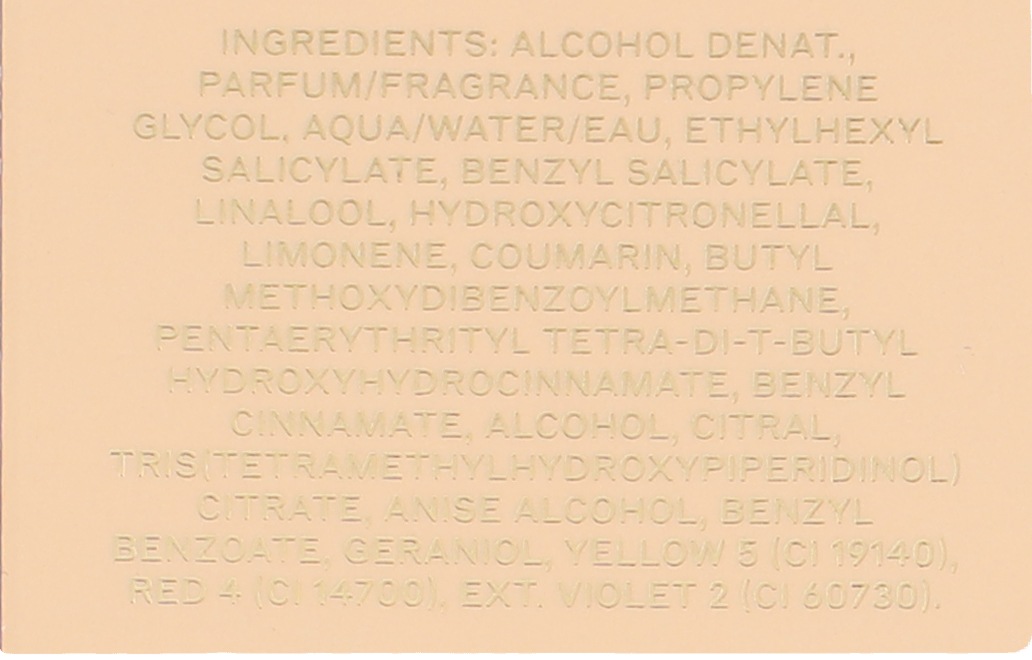 INGREDIENTS: ALCOHOL DENAT.,
PARFUM/FRAGRANCE, PROPYLENE
GLYCOL, AQUA/WATER/EAU, ETHYLHEXYL
SALICYLATE, BENZYL SALICYLATE,
LINALOOL, HYDROXYCITRONELLAL,
LIMONENE, COUMARIN, BUTYL
METHOXYDIBENZOYLMETHANE,
PENTAERYTHRITYL TETRA-DI-T-BUTYL
HYDROXYHYDROCINNAMATE, BENZYL
CINNAMATE, ALCOHOL, CITRAL,
TRIS(TETRAMETHYLHYDROXYPIPERIDINOL)
CITRATE, ANISE ALCOHOL, BENZYL
BENZOATE, GERANIOL, YELLOW 5 (CI 19140),
RED 4 (CI 14700), EXT. VIOLET 2 (CI 60730).